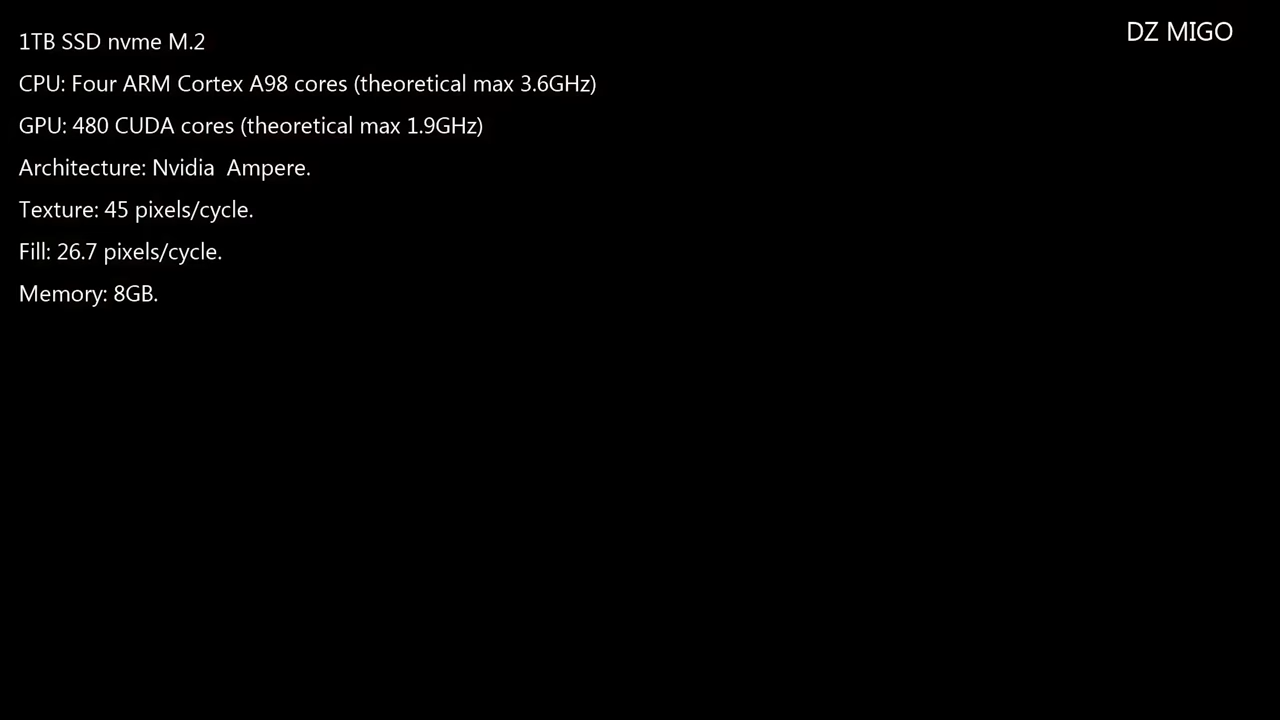 DZ MIGO
1TB SSD nvme M.2
CPU: Four ARM Cortex A98 cores (theoretical max 3.6GHz)
GPU: 480 CUDA cores (theoretical max 1.9GHz)
Architecture: Nvidia  Ampere.
Texture: 45 pixels/cycle.
Fill: 26.7 pixels/cycle.
Memory: 8GB.